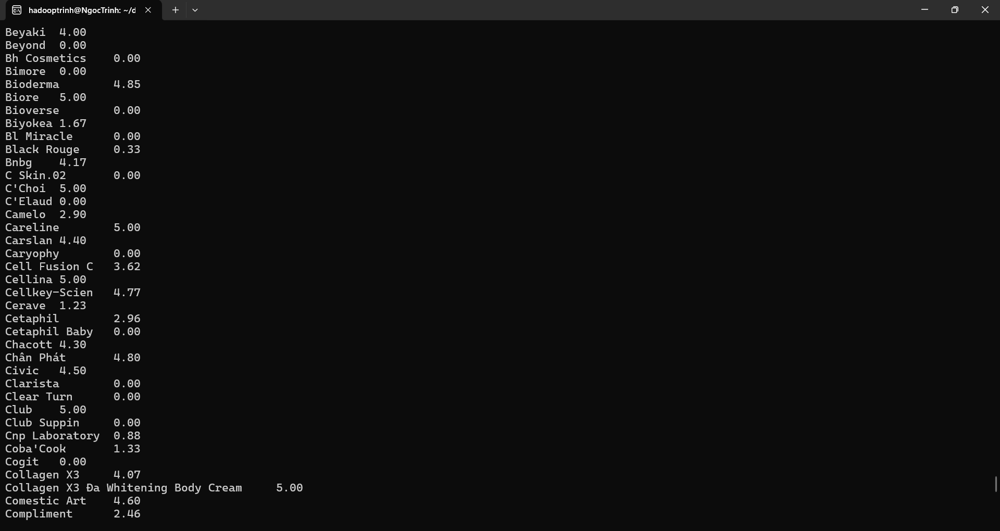 hadooptrinh@NgocTrinh: ~/d
Beyaki 4.00
Beyond 0.00
Bh Cosmetics 0.00
Bimore 0.00
Bioderma 4.85
Biore 5.00
Bioverse 0.00
Biyokea 1.67
Bl Miracle 0.00
Black Rouge 0.33
Bnbg 4.17
C Skin.02 0.00
C'Choi 5.00
C'Elaud 0.00
Camelo 2.90
Careline 5.00
Carslan 4.40
Caryophy 0.00
Cell Fusion C 3.62
Cellina 5.00
Cellkey-Scien 4.77
Cerave 1.23
Cetaphil 2.96
Cetaphil Baby 0.00
Chacott 4.30
Chân Phát 4.80
Civic 4.50
Clarista 0.00
Clear Turn 0.00
Club 5.00
Club Suppin 0.00
Cnp Laboratory 0.88
Coba'Cook 1.33
Cogit 0.00
Collagen X3 4.07
Collagen X3 Đa Whitening Body Cream 5.00
Comestic Art 4.60
Compliment 2.46